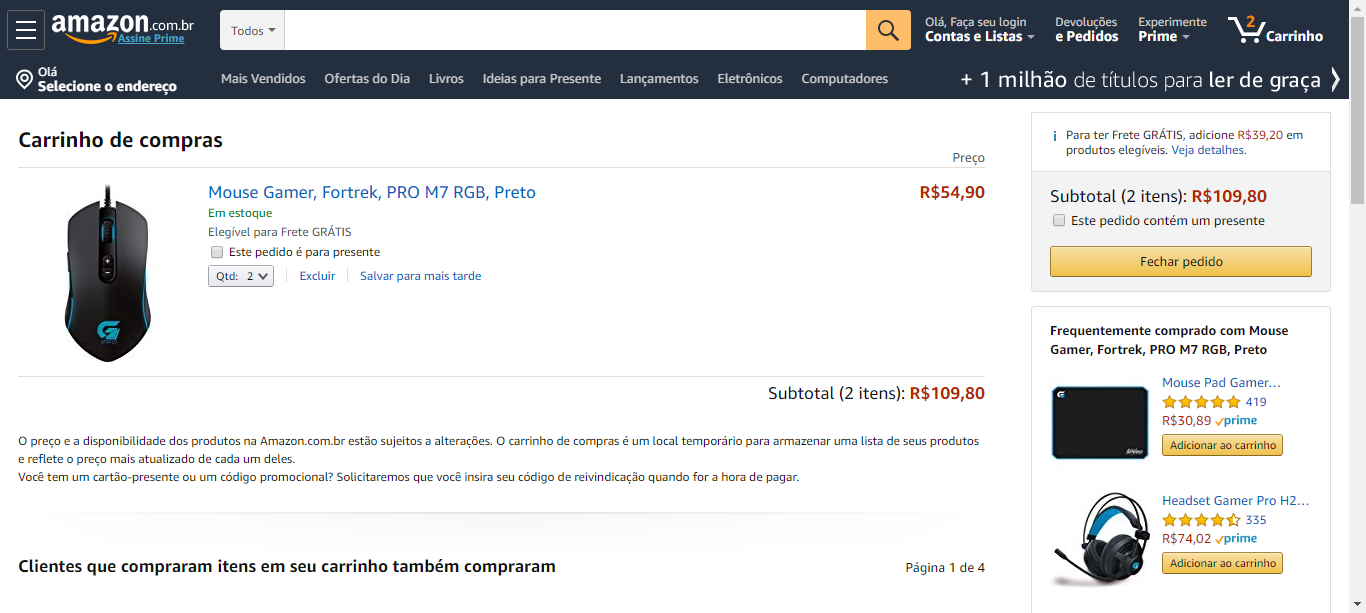 amazon.com.br
Assine Prime
Todos
Olá, Faça seu login
Contas e Listas
Devoluções
e Pedidos
Experimente
Prime
2
Carrinho
Olá
Selecione o endereço
Mais Vendidos
Ofertas do Dia
Livros
Ideias para Presente
Lançamentos
Eletrônicos
Computadores
+ 1 milhão de títulos para ler de graça
Carrinho de compras
Preço
Mouse Gamer, Fortrek, PRO M7 RGB, Preto
R$54,90
Em estoque
Elegível para Frete GRÁTIS
Este pedido é para presente
Qtd: 2
Excluir
Salvar para mais tarde
PRO
Subtotal (2 itens): R$109,80
O preço e a disponibilidade dos produtos na Amazon.com.br estão sujeitos a alterações. O carrinho de compras é um local temporário para armazenar uma lista de seus produtos
e reflete o preço mais atualizado de cada um deles.
Você tem um cartão-presente ou um código promocional? Solicitaremos que você insira seu código de reivindicação quando for a hora de pagar.
Clientes que compraram itens em seu carrinho também compraram
Página 1 de 4
Para ter Frete GRÁTIS, adicione R$39,20 em
produtos elegíveis. Veja detalhes.
Subtotal (2 itens): R$109,80
Este pedido contém um presente
Fechar pedido
Frequentemente comprado com Mouse
Gamer, Fortrek, PRO M7 RGB, Preto
Mouse Pad Gamer...
419
R$30,89 prime
Adicionar ao carrinho
SPEED
Headset Gamer Pro H2...
335
R$74,02 prime
Adicionar ao carrinho